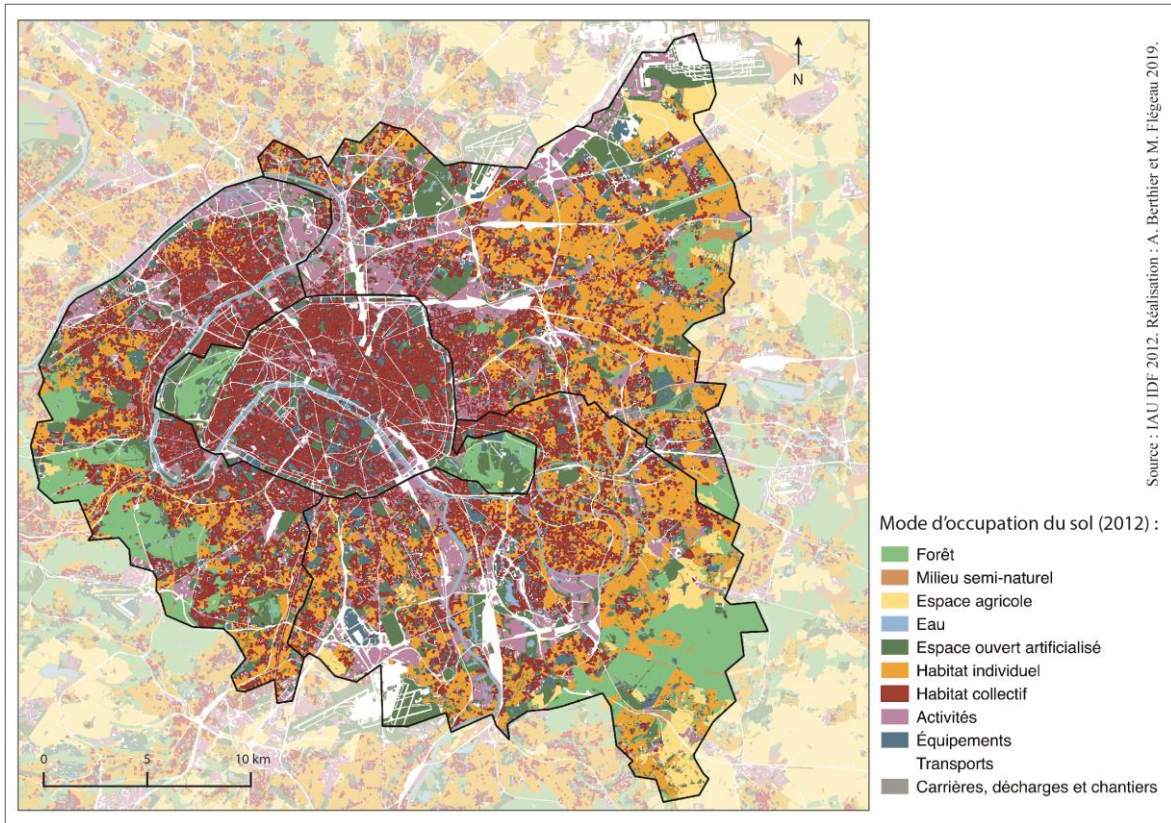 N
Source : IAU IDF 2012. Réalisation : A. Berthier et M. Flégeau 2019.
Mode d'occupation du sol (2012) :
Forêt
Milieu semi-naturel
Espace agricole
Eau
Espace ouvert artificialisé
Habitat individuel
Habitat collectif
Activités
Équipements
Transports
Carrières, décharges et chantiers
0 5 10 km